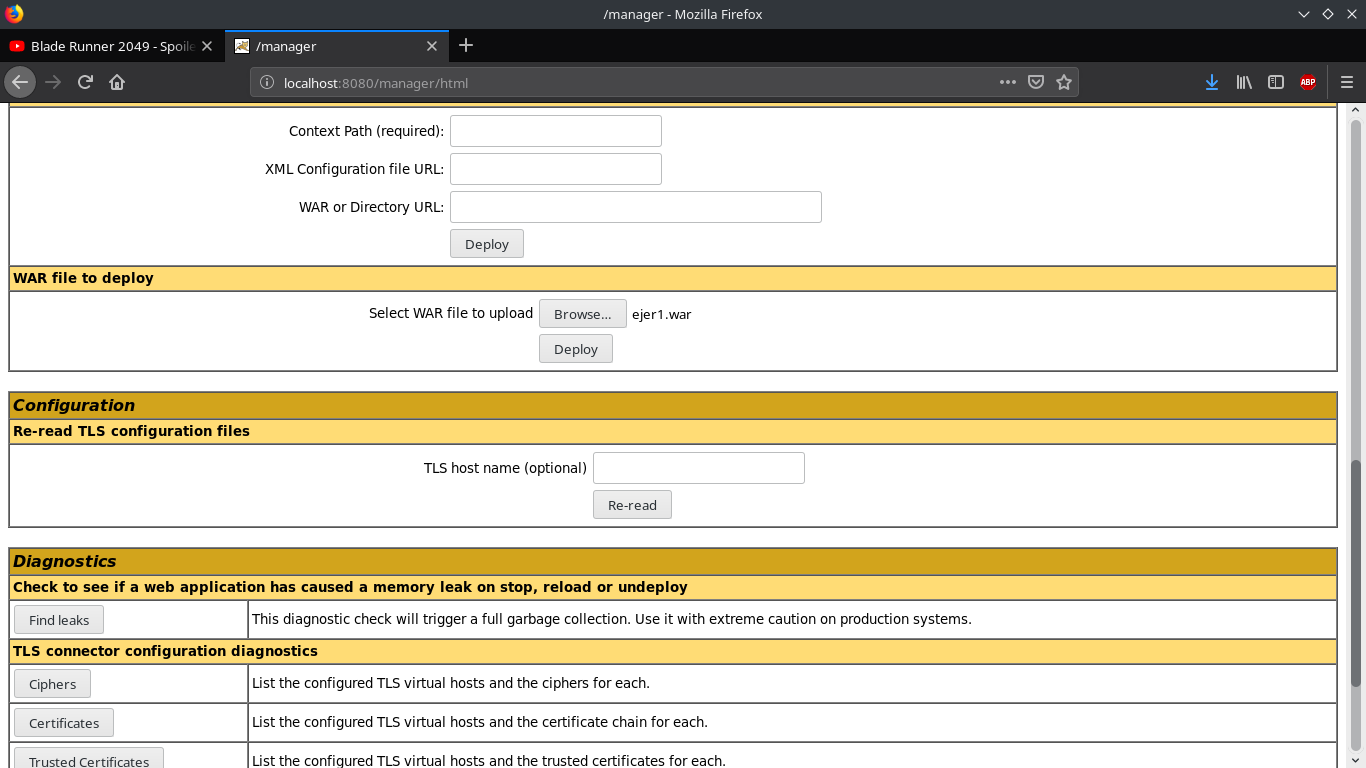 /manager - Mozilla Firefox
Blade Runner 2049 - Spoile
/manager
localhost:8080/manager/html
ABP
Context Path (required):
XML Configuration file URL:
WAR or Directory URL:
Deploy
WAR file to deploy
Select WAR file to upload Browse... ejer1.war
Deploy
Configuration
Re-read TLS configuration files
TLS host name (optional)
Re-read
Diagnostics
Check to see if a web application has caused a memory leak on stop, reload or undeploy
Find leaks This diagnostic check will trigger a full garbage collection. Use it with extreme caution on production systems.
TLS connector configuration diagnostics
Ciphers List the configured TLS virtual hosts and the ciphers for each.
Certificates List the configured TLS virtual hosts and the certificate chain for each.
Trusted Certificates List the configured TLS virtual hosts and the trusted certificates for each.